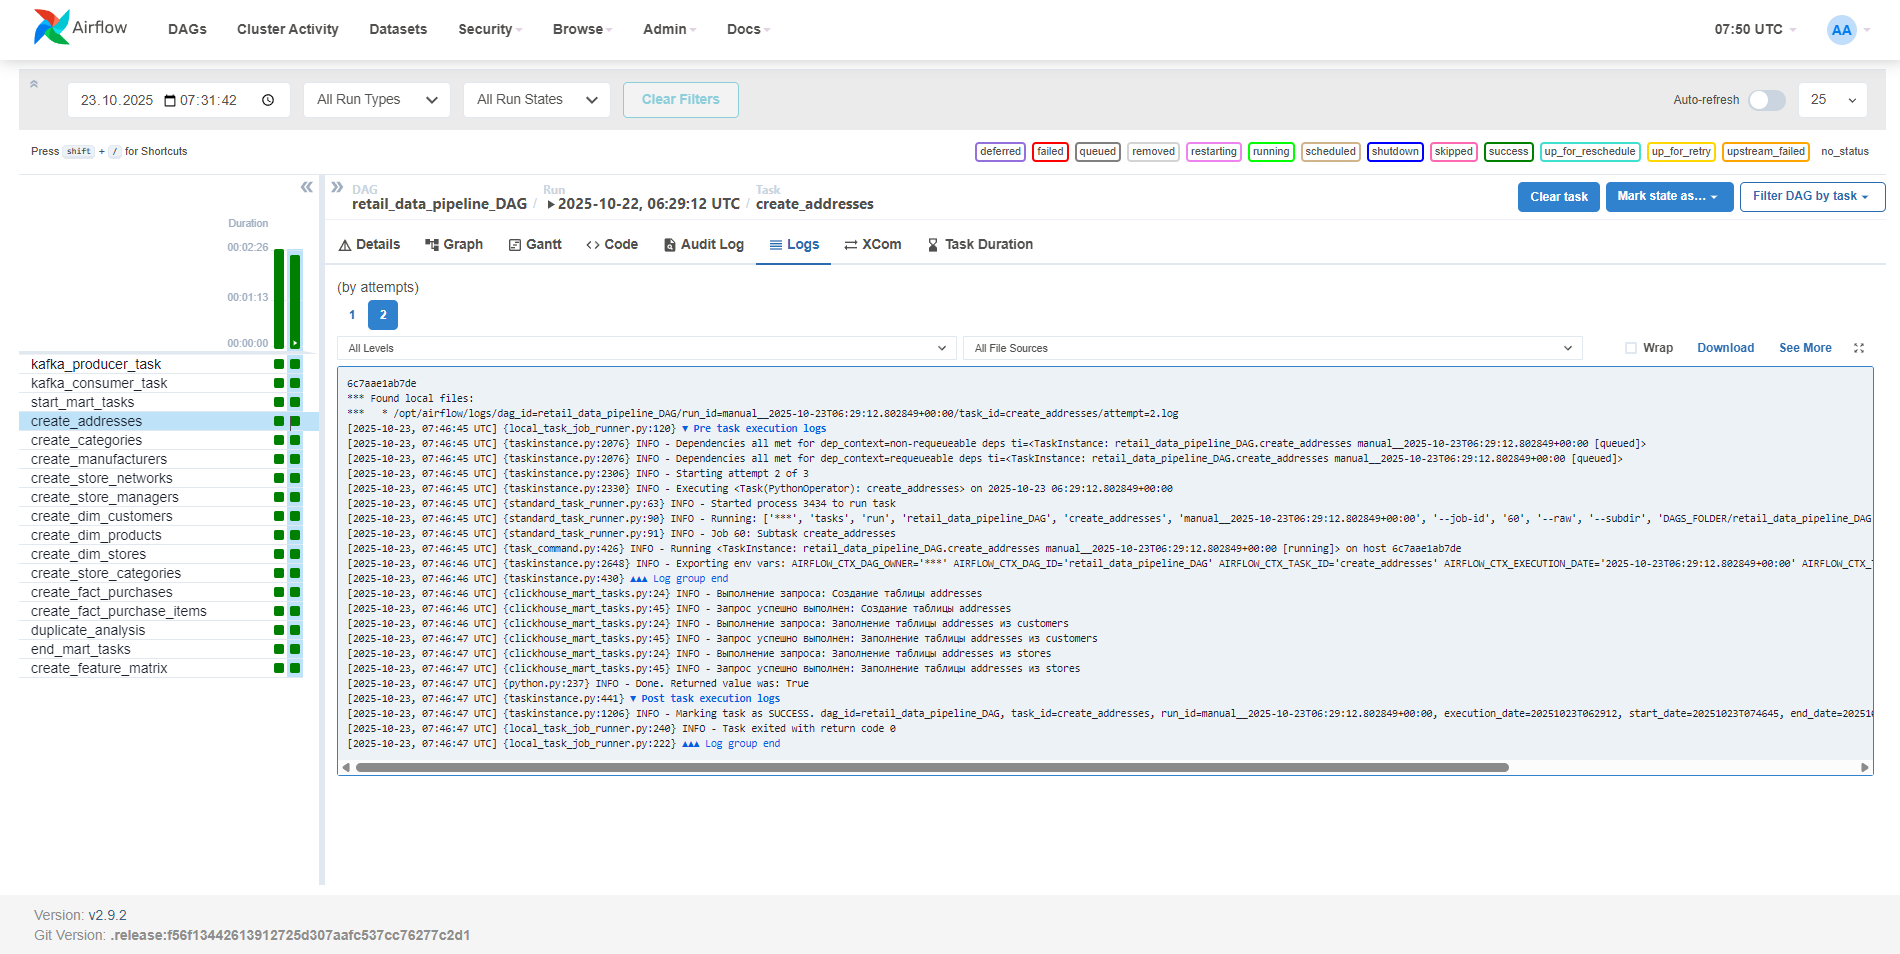 Airflow DAGs Cluster Activity Datasets Security Browse Admin Docs 07:50 UTC AA
23.10.2025 07:31:42 All Run Types All Run States Clear Filters Auto-refresh 25
Press shift + / for Shortcuts deferred failed queued removed restarting running scheduled shutdown skipped success up_for_reschedule up_for_retry upstream_failed no_status
DAG Run Task
retail_data_pipeline_DAG / 2025-10-22, 06:29:12 UTC / create_addresses
Clear task Mark state as... Filter DAG by task
Duration
00:02:26
00:01:13
00:00:00
kafka_producer_task
kafka_consumer_task
start_mart_tasks
create_addresses
create_categories
create_manufacturers
create_store_networks
create_store_managers
create_dim_customers
create_dim_products
create_dim_stores
create_store_categories
create_fact_purchases
create_fact_purchase_items
duplicate_analysis
end_mart_tasks
create_feature_matrix
Details Graph Gantt Code Audit Log Logs XCom Task Duration
(by attempts)
1 2
All Levels All File Sources Wrap Download See More
6c7aae1ab7de
*** Found local files:
***   * /opt/airflow/logs/dag_id=retail_data_pipeline_DAG/run_id=manual__2025-10-23T06:29:12.802849+00:00/task_id=create_addresses/attempt=2.log
[2025-10-23, 07:46:45 UTC] {local_task_job_runner.py:120} ▼ Pre task execution logs
[2025-10-23, 07:46:45 UTC] {taskinstance.py:2076} INFO - Dependencies all met for dep_context=non-requeueable deps ti=<TaskInstance: retail_data_pipeline_DAG.create_addresses manual__2025-10-23T06:29:12.802849+00:00 [queued]>
[2025-10-23, 07:46:45 UTC] {taskinstance.py:2076} INFO - Dependencies all met for dep_context=requeueable deps ti=<TaskInstance: retail_data_pipeline_DAG.create_addresses manual__2025-10-23T06:29:12.802849+00:00 [queued]>
[2025-10-23, 07:46:45 UTC] {taskinstance.py:2306} INFO - Starting attempt 2 of 3
[2025-10-23, 07:46:45 UTC] {taskinstance.py:2330} INFO - Executing <Task(PythonOperator): create_addresses> on 2025-10-23 06:29:12.802849+00:00
[2025-10-23, 07:46:45 UTC] {standard_task_runner.py:63} INFO - Started process 3434 to run task
[2025-10-23, 07:46:45 UTC] {standard_task_runner.py:90} INFO - Running: ['***', 'tasks', 'run', 'retail_data_pipeline_DAG', 'create_addresses', 'manual__2025-10-23T06:29:12.802849+00:00', '--job-id', '60', '--raw', '--subdir', 'DAGS_FOLDER/retail_data_pipeline_DAG
[2025-10-23, 07:46:45 UTC] {standard_task_runner.py:91} INFO - Job 60: Subtask create_addresses
[2025-10-23, 07:46:45 UTC] {task_command.py:426} INFO - Running <TaskInstance: retail_data_pipeline_DAG.create_addresses manual__2025-10-23T06:29:12.802849+00:00 [running]> on host 6c7aae1ab7de
[2025-10-23, 07:46:46 UTC] {taskinstance.py:2648} INFO - Exporting env vars: AIRFLOW_CTX_DAG_OWNER='***' AIRFLOW_CTX_DAG_ID='retail_data_pipeline_DAG' AIRFLOW_CTX_TASK_ID='create_addresses' AIRFLOW_CTX_EXECUTION_DATE='2025-10-23T06:29:12.802849+00:00' AIRFLOW_CTX_T
[2025-10-23, 07:46:46 UTC] {taskinstance.py:430} ▲▲▲ Log group end
[2025-10-23, 07:46:46 UTC] {clickhouse_mart_tasks.py:24} INFO - Выполнение запроса: Создание таблицы addresses
[2025-10-23, 07:46:46 UTC] {clickhouse_mart_tasks.py:45} INFO - Запрос успешно выполнен: Создание таблицы addresses
[2025-10-23, 07:46:46 UTC] {clickhouse_mart_tasks.py:24} INFO - Выполнение запроса: Заполнение таблицы addresses из customers
[2025-10-23, 07:46:47 UTC] {clickhouse_mart_tasks.py:45} INFO - Запрос успешно выполнен: Заполнение таблицы addresses из customers
[2025-10-23, 07:46:47 UTC] {clickhouse_mart_tasks.py:24} INFO - Выполнение запроса: Заполнение таблицы addresses из stores
[2025-10-23, 07:46:47 UTC] {clickhouse_mart_tasks.py:45} INFO - Запрос успешно выполнен: Заполнение таблицы addresses из stores
[2025-10-23, 07:46:47 UTC] {python.py:237} INFO - Done. Returned value was: True
[2025-10-23, 07:46:47 UTC] {taskinstance.py:441} ▼ Post task execution logs
[2025-10-23, 07:46:47 UTC] {taskinstance.py:1206} INFO - Marking task as SUCCESS. dag_id=retail_data_pipeline_DAG, task_id=create_addresses, run_id=manual__2025-10-23T06:29:12.802849+00:00, execution_date=20251023T062912, start_date=20251023T074645, end_date=20251
[2025-10-23, 07:46:47 UTC] {local_task_job_runner.py:240} INFO - Task exited with return code 0
[2025-10-23, 07:46:47 UTC] {local_task_job_runner.py:222} ▲▲▲ Log group end
Version: v2.9.2
Git Version: .release:f56f13442613912725d307aafc537cc76277c2d1